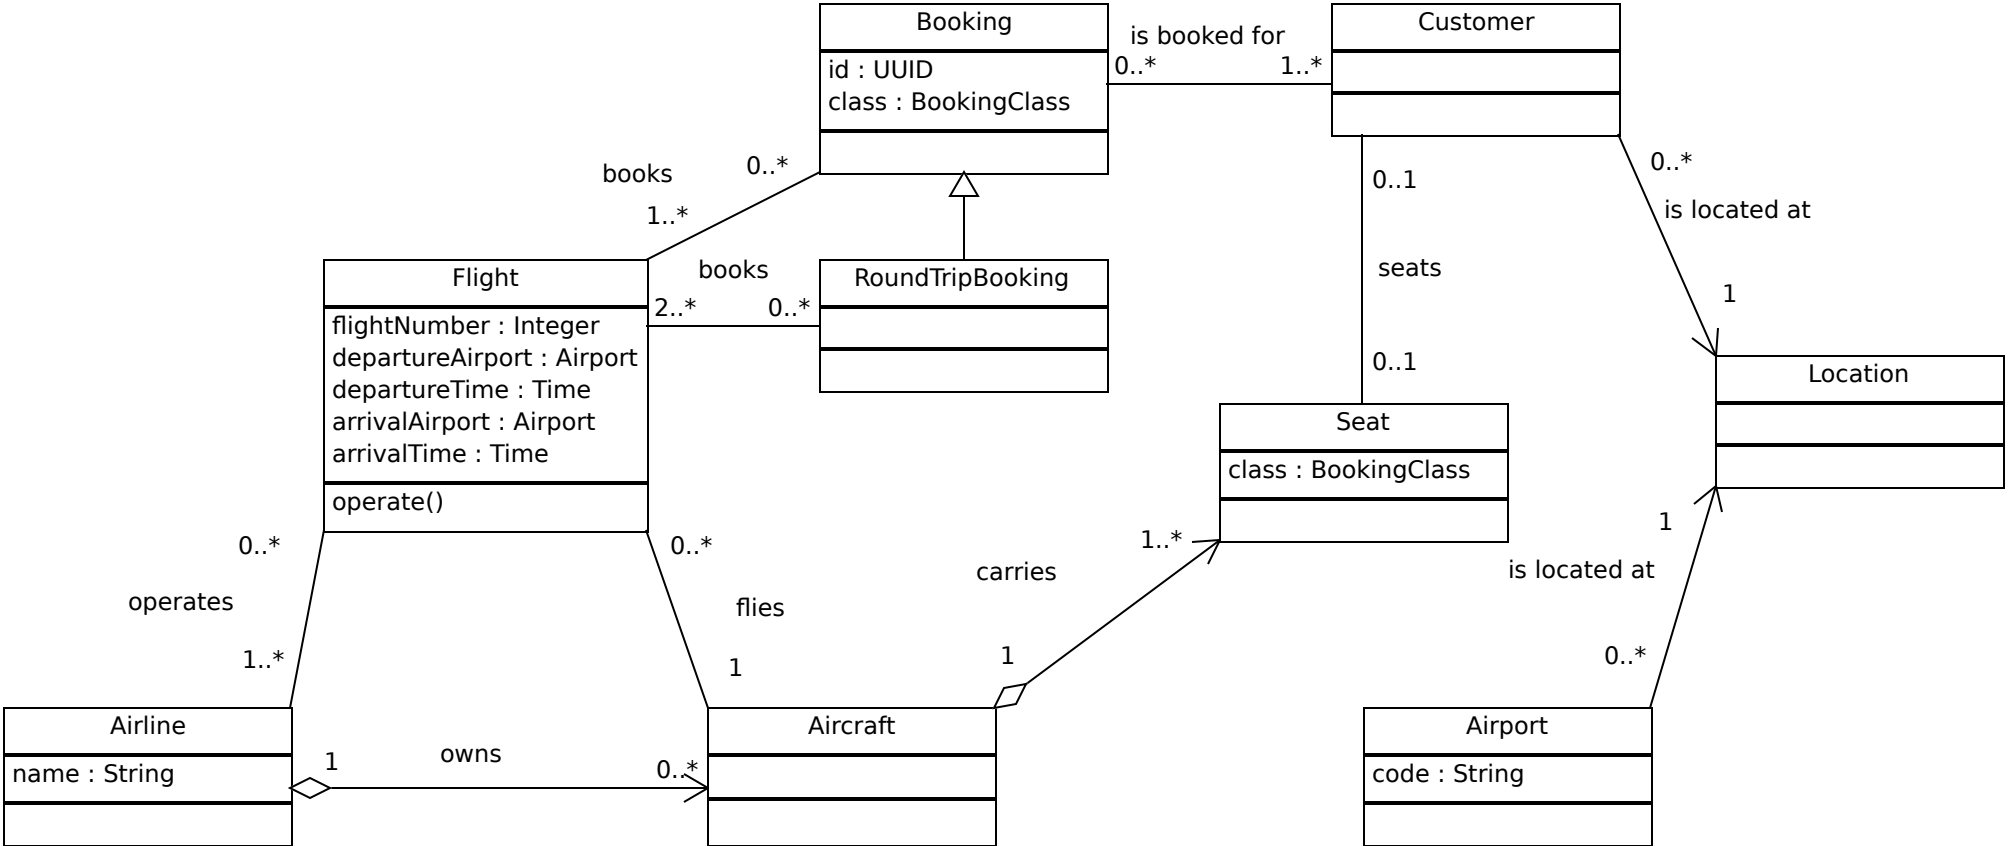 Booking
id : UUID
class : BookingClass
is booked for
0..*
1..*
Customer
books
0..*
1..*
0..1
seats
0..1
0..*
is located at
1
Flight
flightNumber : Integer
departureAirport : Airport
departureTime : Time
arrivalAirport : Airport
arrivalTime : Time
operate()
books
2..*
0..*
RoundTripBooking
Location
Seat
class : BookingClass
0..*
operates
1..*
0..*
flies
1
carries
1..*
1
1
is located at
0..*
Airline
name : String
1
owns
0..*
Aircraft
Airport
code : String